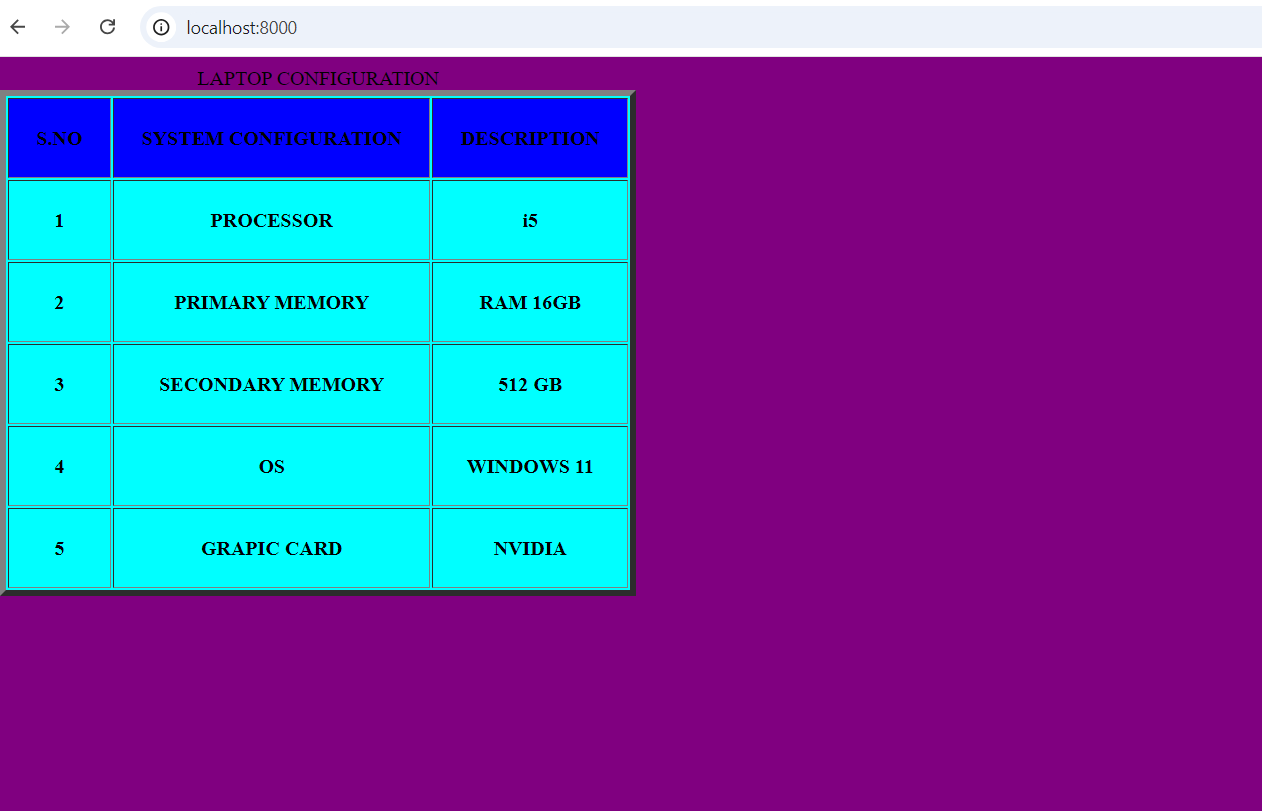 localhost:8000
LAPTOP CONFIGURATION
S.NO SYSTEM CONFIGURATION DESCRIPTION
1 PROCESSOR i5
2 PRIMARY MEMORY RAM 16GB
3 SECONDARY MEMORY 512 GB
4 OS WINDOWS 11
5 GRAPIC CARD NVIDIA